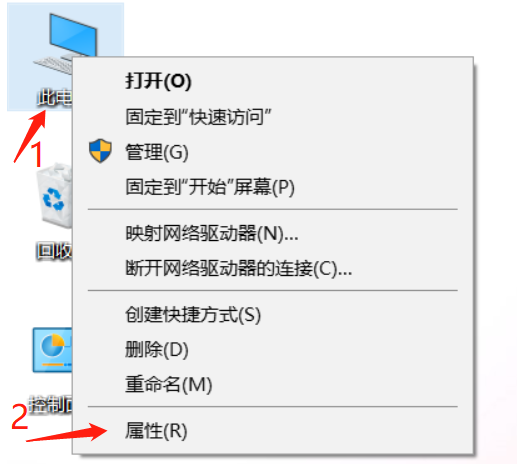 此电
1
打开(O)
固定到"快速访问"
管理(G)
固定到"开始"屏幕(P)
回收
映射网络驱动器(N)...
断开网络驱动器的连接(C)...
创建快捷方式(S)
删除(D)
重命名(M)
控制面
2
属性(R)